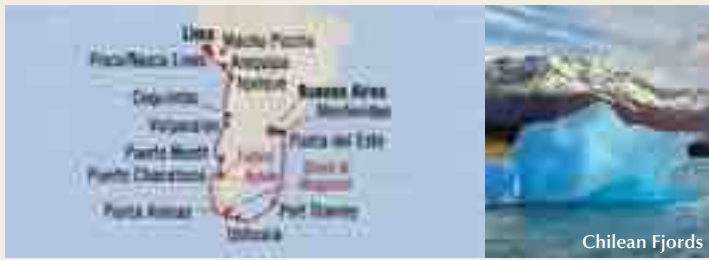 Lima
Machu Picchu
Pisco/Nazca Lines
Arequipa
Coquimbo
Buenos Aires
Montevideo
Valparaiso
Punta del Este
Puerto Montt
Puerto Chacabuco
Punta Arenas
Port Stanley
Ushuaia
Chilean Fjords